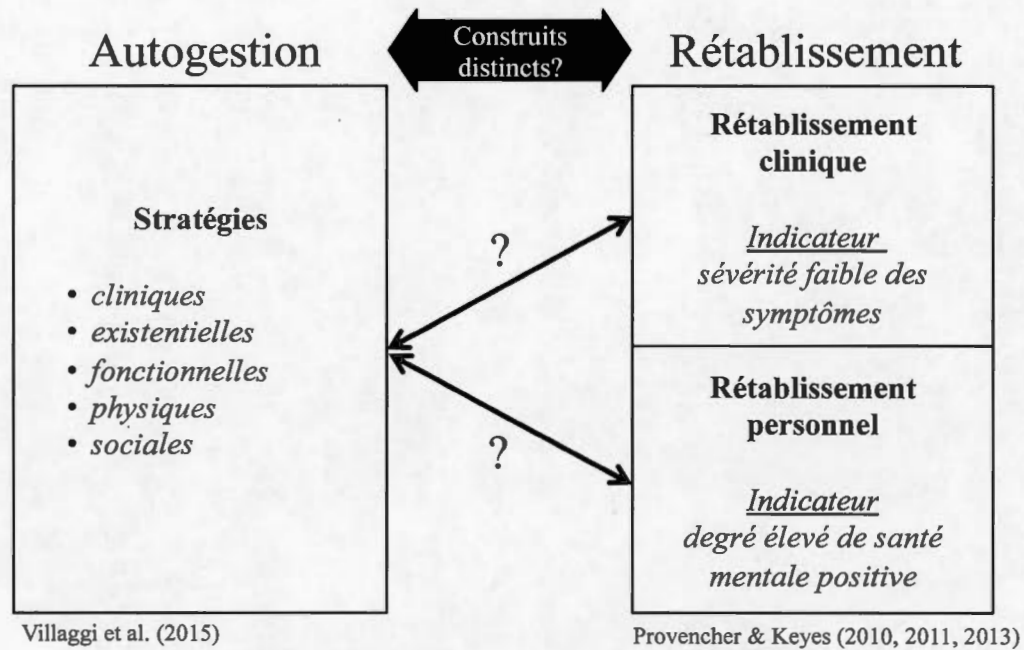 Autogestion
Construits
distincts?
Rétablissement
Stratégies
• cliniques
• existentielles
• fonctionnelles
• physiques
• sociales
?
?
Rétablissement
clinique
Indicateur
sévérité faible des
symptômes
Rétablissement
personnel
Indicateur
degré élevé de santé
mentale positive
Villaggi et al. (2015)
Provencher & Keyes (2010, 2011, 2013)